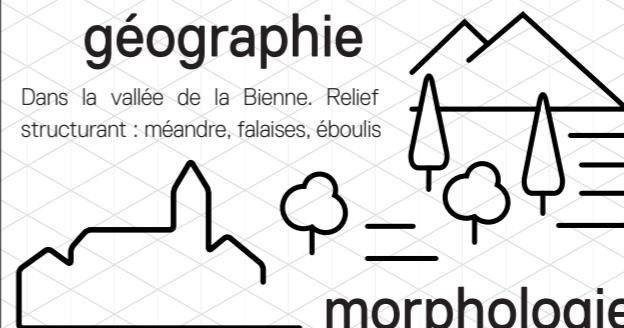 géographie
Dans la vallée de la Bienne. Relief
structurant : méandre, falaises, éboulis
morphologie